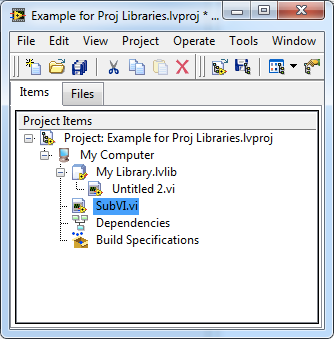 Example for Proj Libraries.lvproj * ...
File Edit View Project Operate Tools Window
Items Files
Project Items
Project: Example for Proj Libraries.lvproj
My Computer
My Library.lvlib
Untitled 2.vi
SubVI.vi
Dependencies
Build Specifications